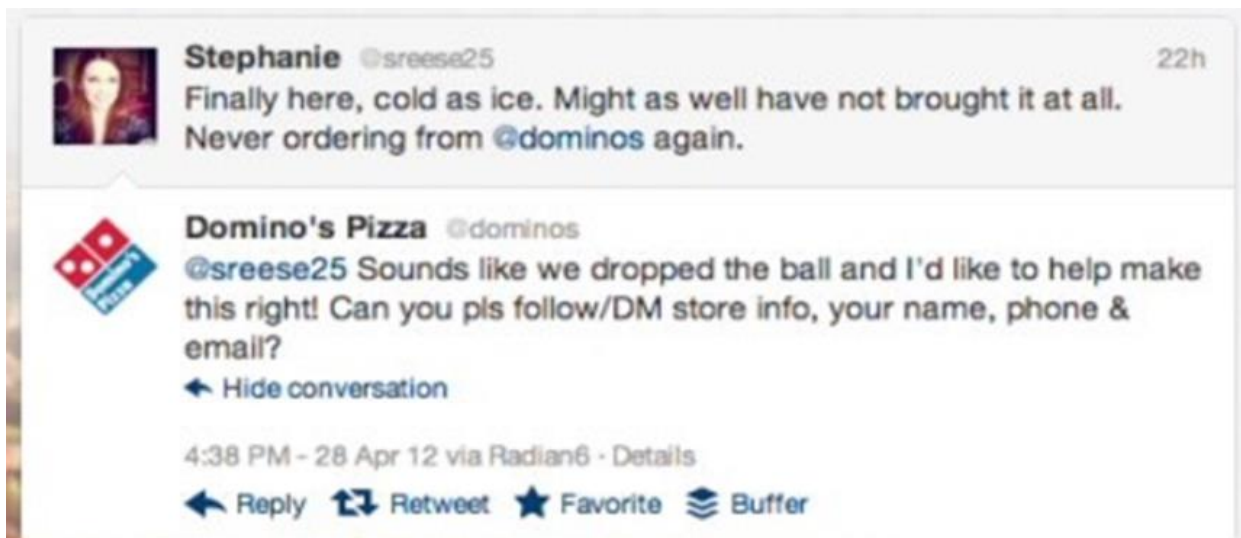 Stephanie @sreese25 22h
Finally here, cold as ice. Might as well have not brought it at all.
Never ordering from @dominos again.
Domino's Pizza @dominos
@sreese25 Sounds like we dropped the ball and I'd like to help make
this right! Can you pls follow/DM store info, your name, phone &
email?
Hide conversation
4:38 PM - 28 Apr 12 via Radian6 · Details
Reply Retweet Favorite Buffer
Domino's
Pizza